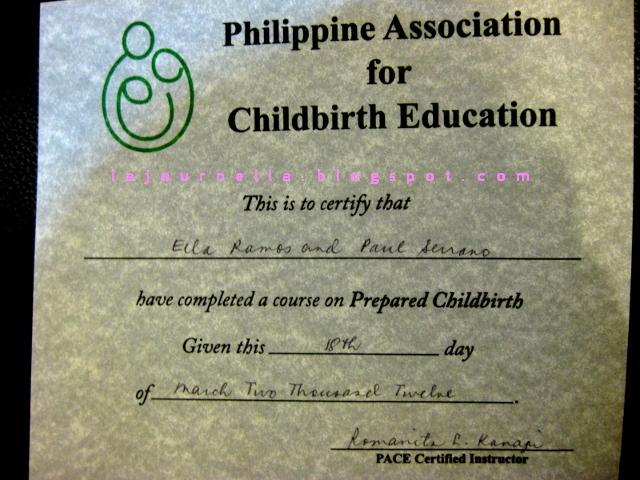 Philippine Association
for
Childbirth Education
lajournella.blogspot.com
This is to certify that
Ella Ramos and Paul Serrano
have completed a course on Prepared Childbirth
Given this 18th day
of March Two Thousand Twelve.
Romanita L.
PACE Certified Instructor